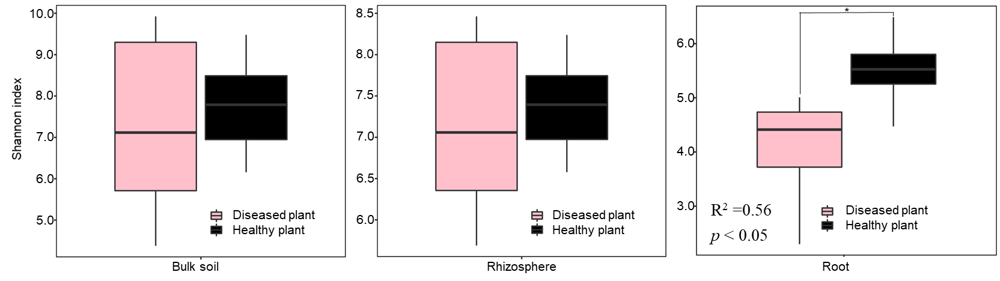 Shannon index
10.0
9.0
8.0
7.0
6.0
5.0
Diseased plant
Healthy plant
Bulk soil
8.5
8.0
7.5
7.0
6.5
6.0
Diseased plant
Healthy plant
Rhizosphere
*
6.0
5.0
4.0
3.0
R² =0.56
p < 0.05
Diseased plant
Healthy plant
Root